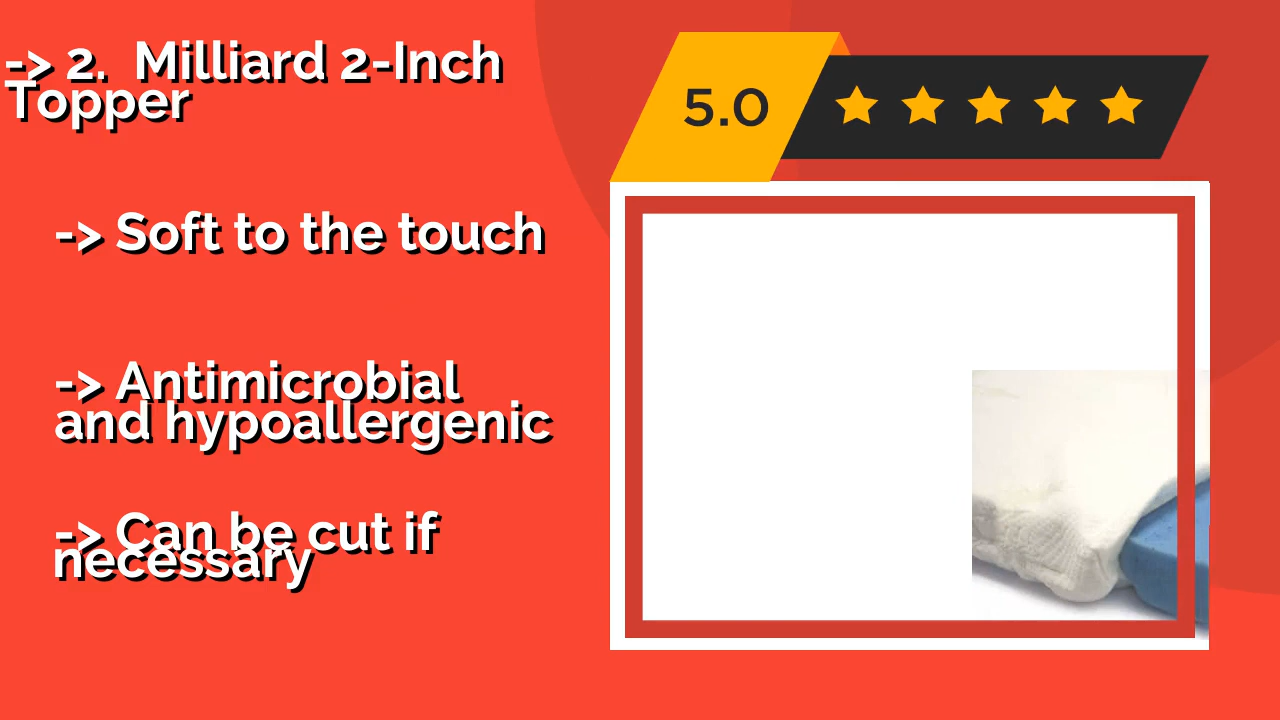 -> 2.  Milliard 2-Inch
Topper
5.0
-> Soft to the touch
-> Antimicrobial
and hypoallergenic
-> Can be cut if
necessary